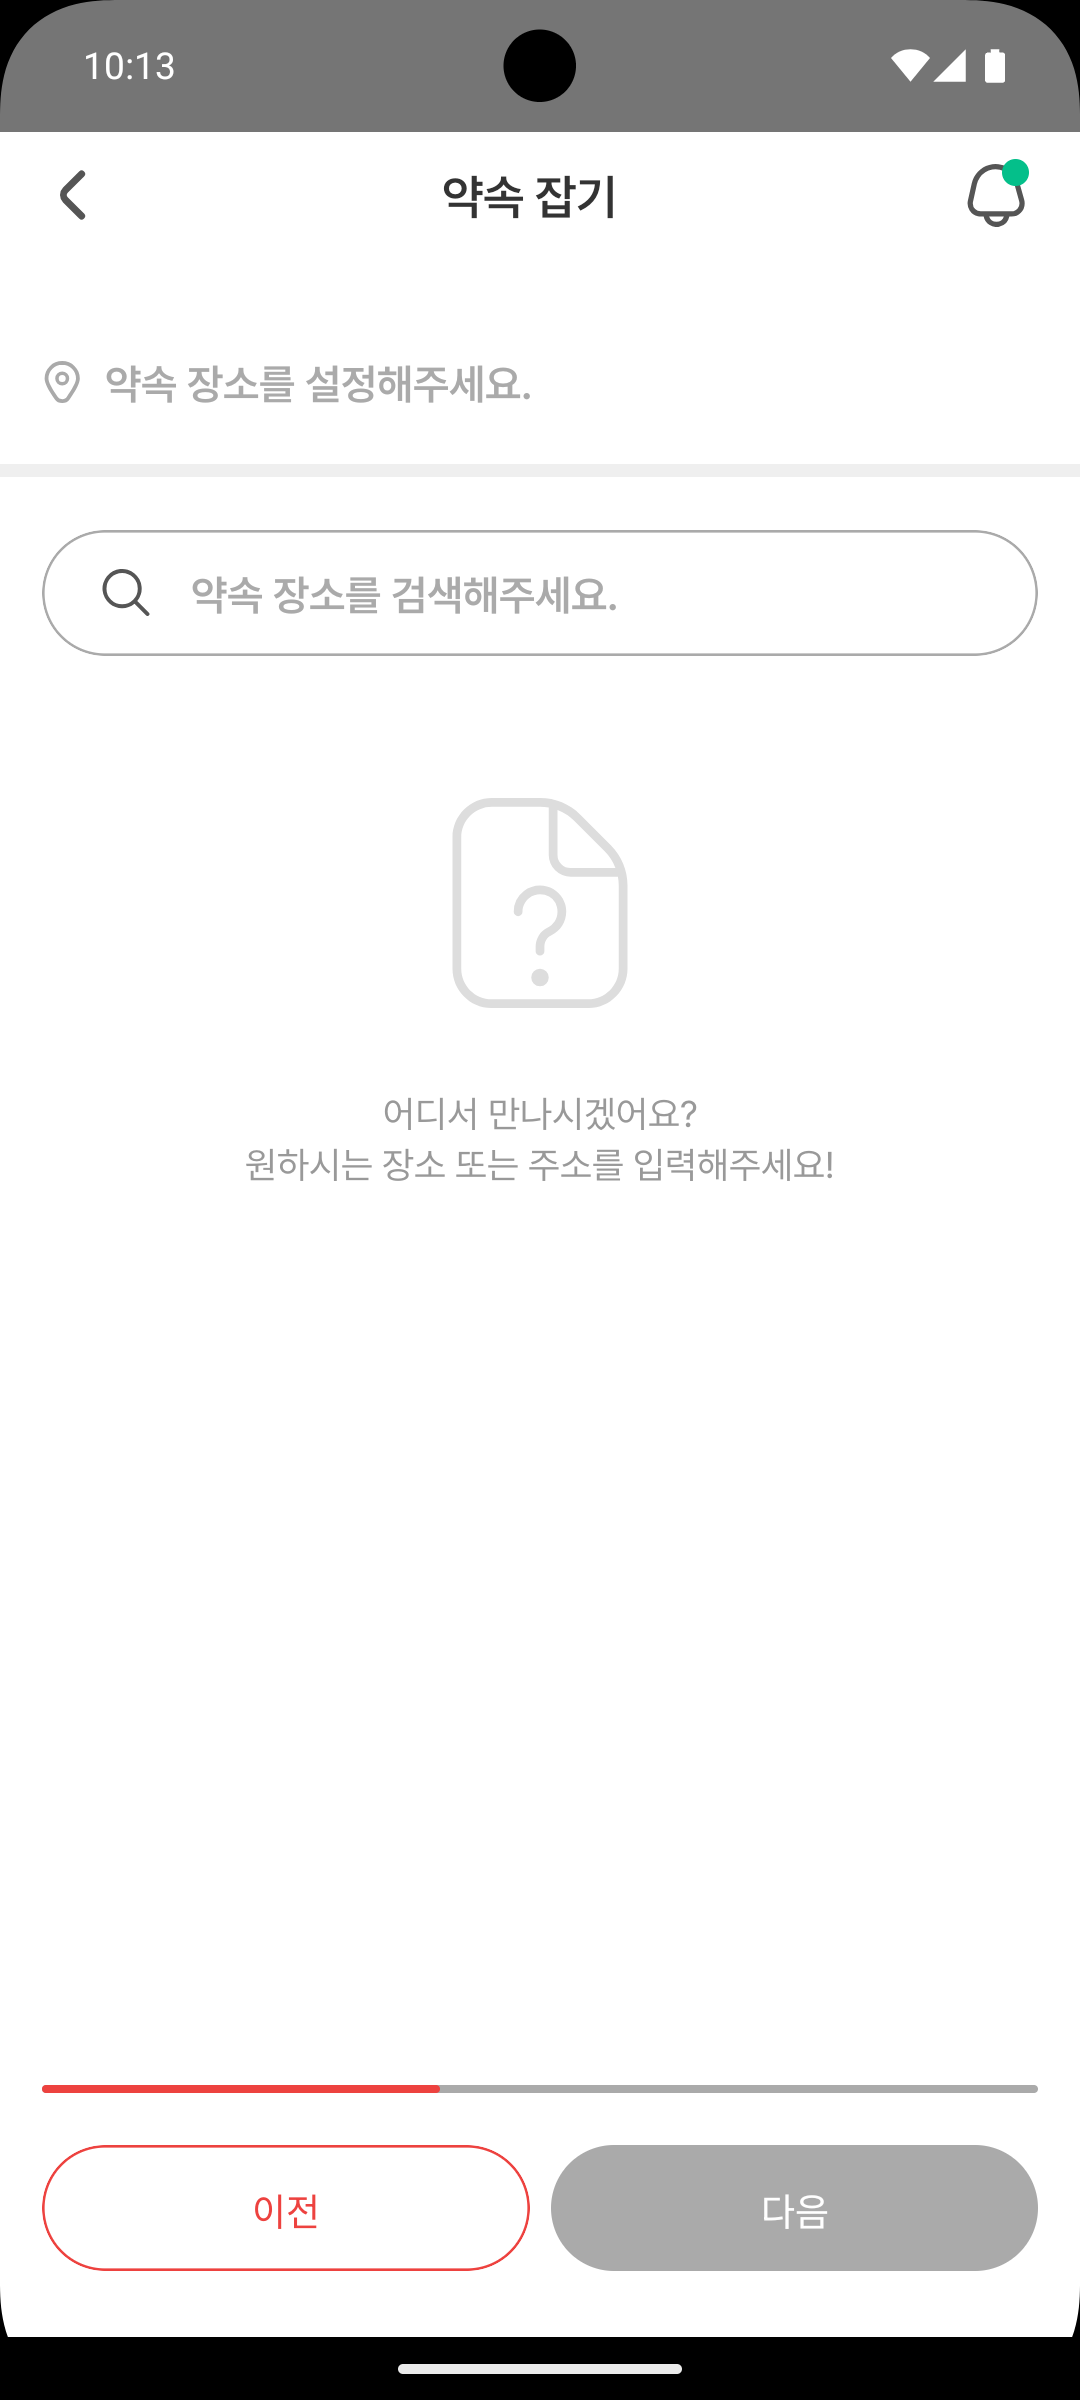 10:13
약속 잡기
약속 장소를 설정해주세요.
약속 장소를 검색해주세요.
어디서 만나시겠어요?
원하시는 장소 또는 주소를 입력해주세요!
이전
다음